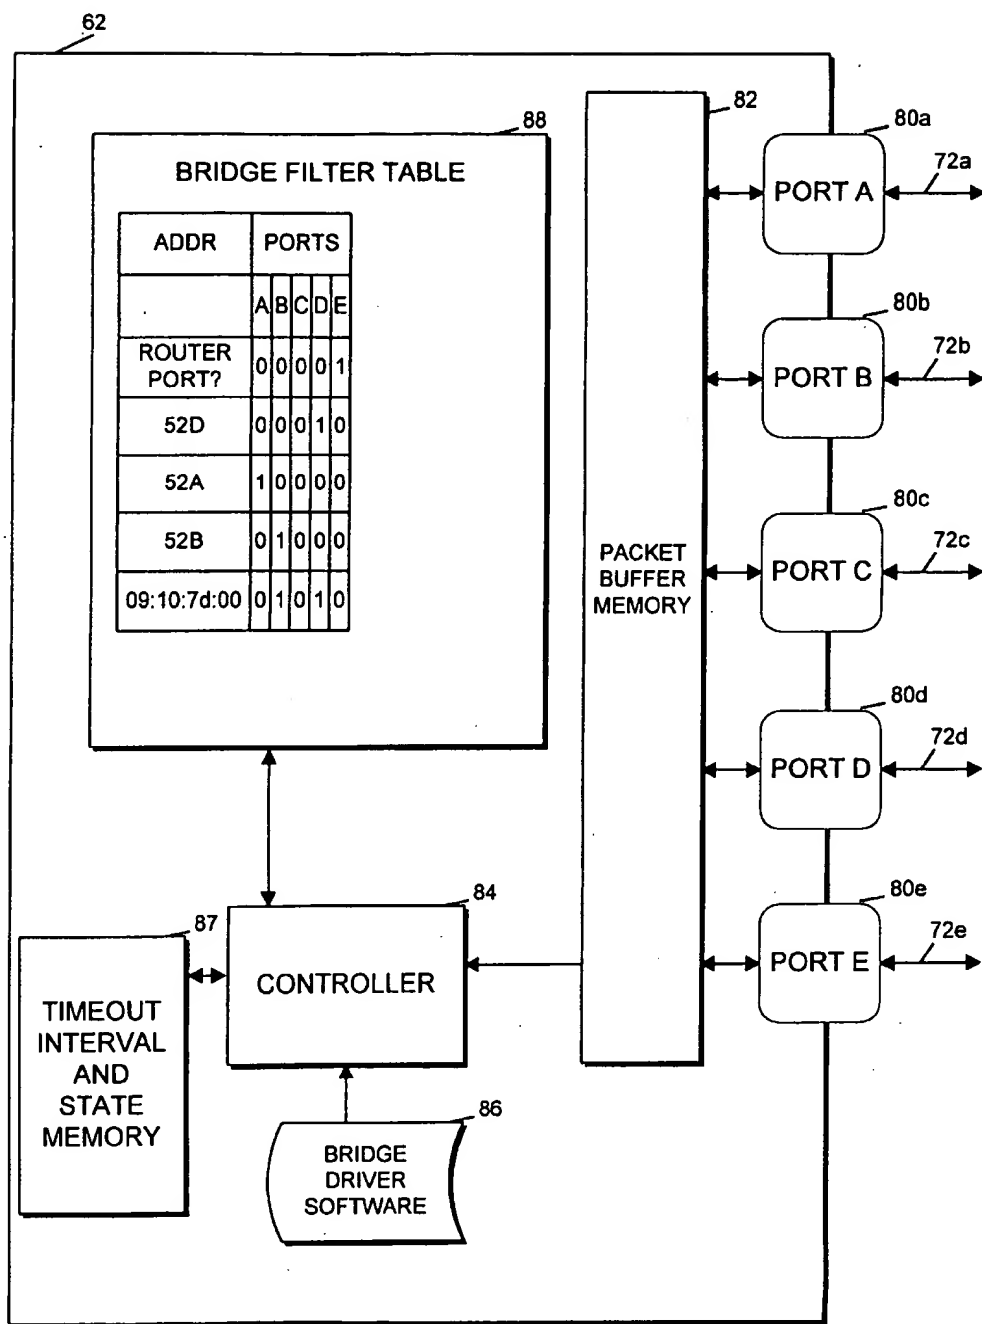 62
88
BRIDGE FILTER TABLE
ADDR PORTS
A B C D E
ROUTER
PORT? 0 0 0 0 1
52D 0 0 0 1 0
52A 1 0 0 0 0
52B 0 1 0 0 0
09:10:7d:00 0 1 0 1 0
82
PACKET
BUFFER
MEMORY
80a
PORT A
72a
80b
PORT B
72b
80c
PORT C
72c
80d
PORT D
72d
80e
PORT E
72e
84
CONTROLLER
87
TIMEOUT
INTERVAL
AND
STATE
MEMORY
86
BRIDGE
DRIVER
SOFTWARE